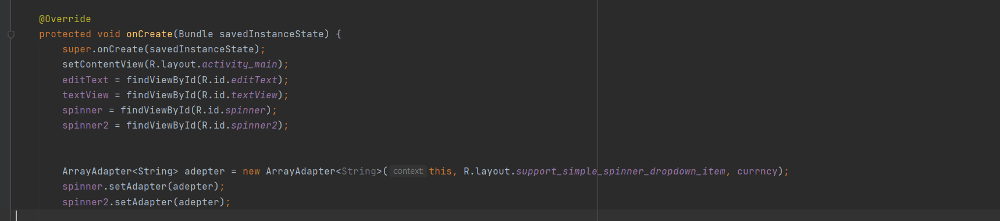 @Override
protected void onCreate(Bundle savedInstanceState) {
super.onCreate(savedInstanceState);
setContentView(R.layout.activity_main);
editText = findViewById(R.id.editText);
textView = findViewById(R.id.textView);
spinner = findViewById(R.id.spinner);
spinner2 = findViewById(R.id.spinner2);
ArrayAdapter<String> adepter = new ArrayAdapter<String>( context: this, R.layout.support_simple_spinner_dropdown_item, currncy);
spinner.setAdapter(adepter);
spinner2.setAdapter(adepter);